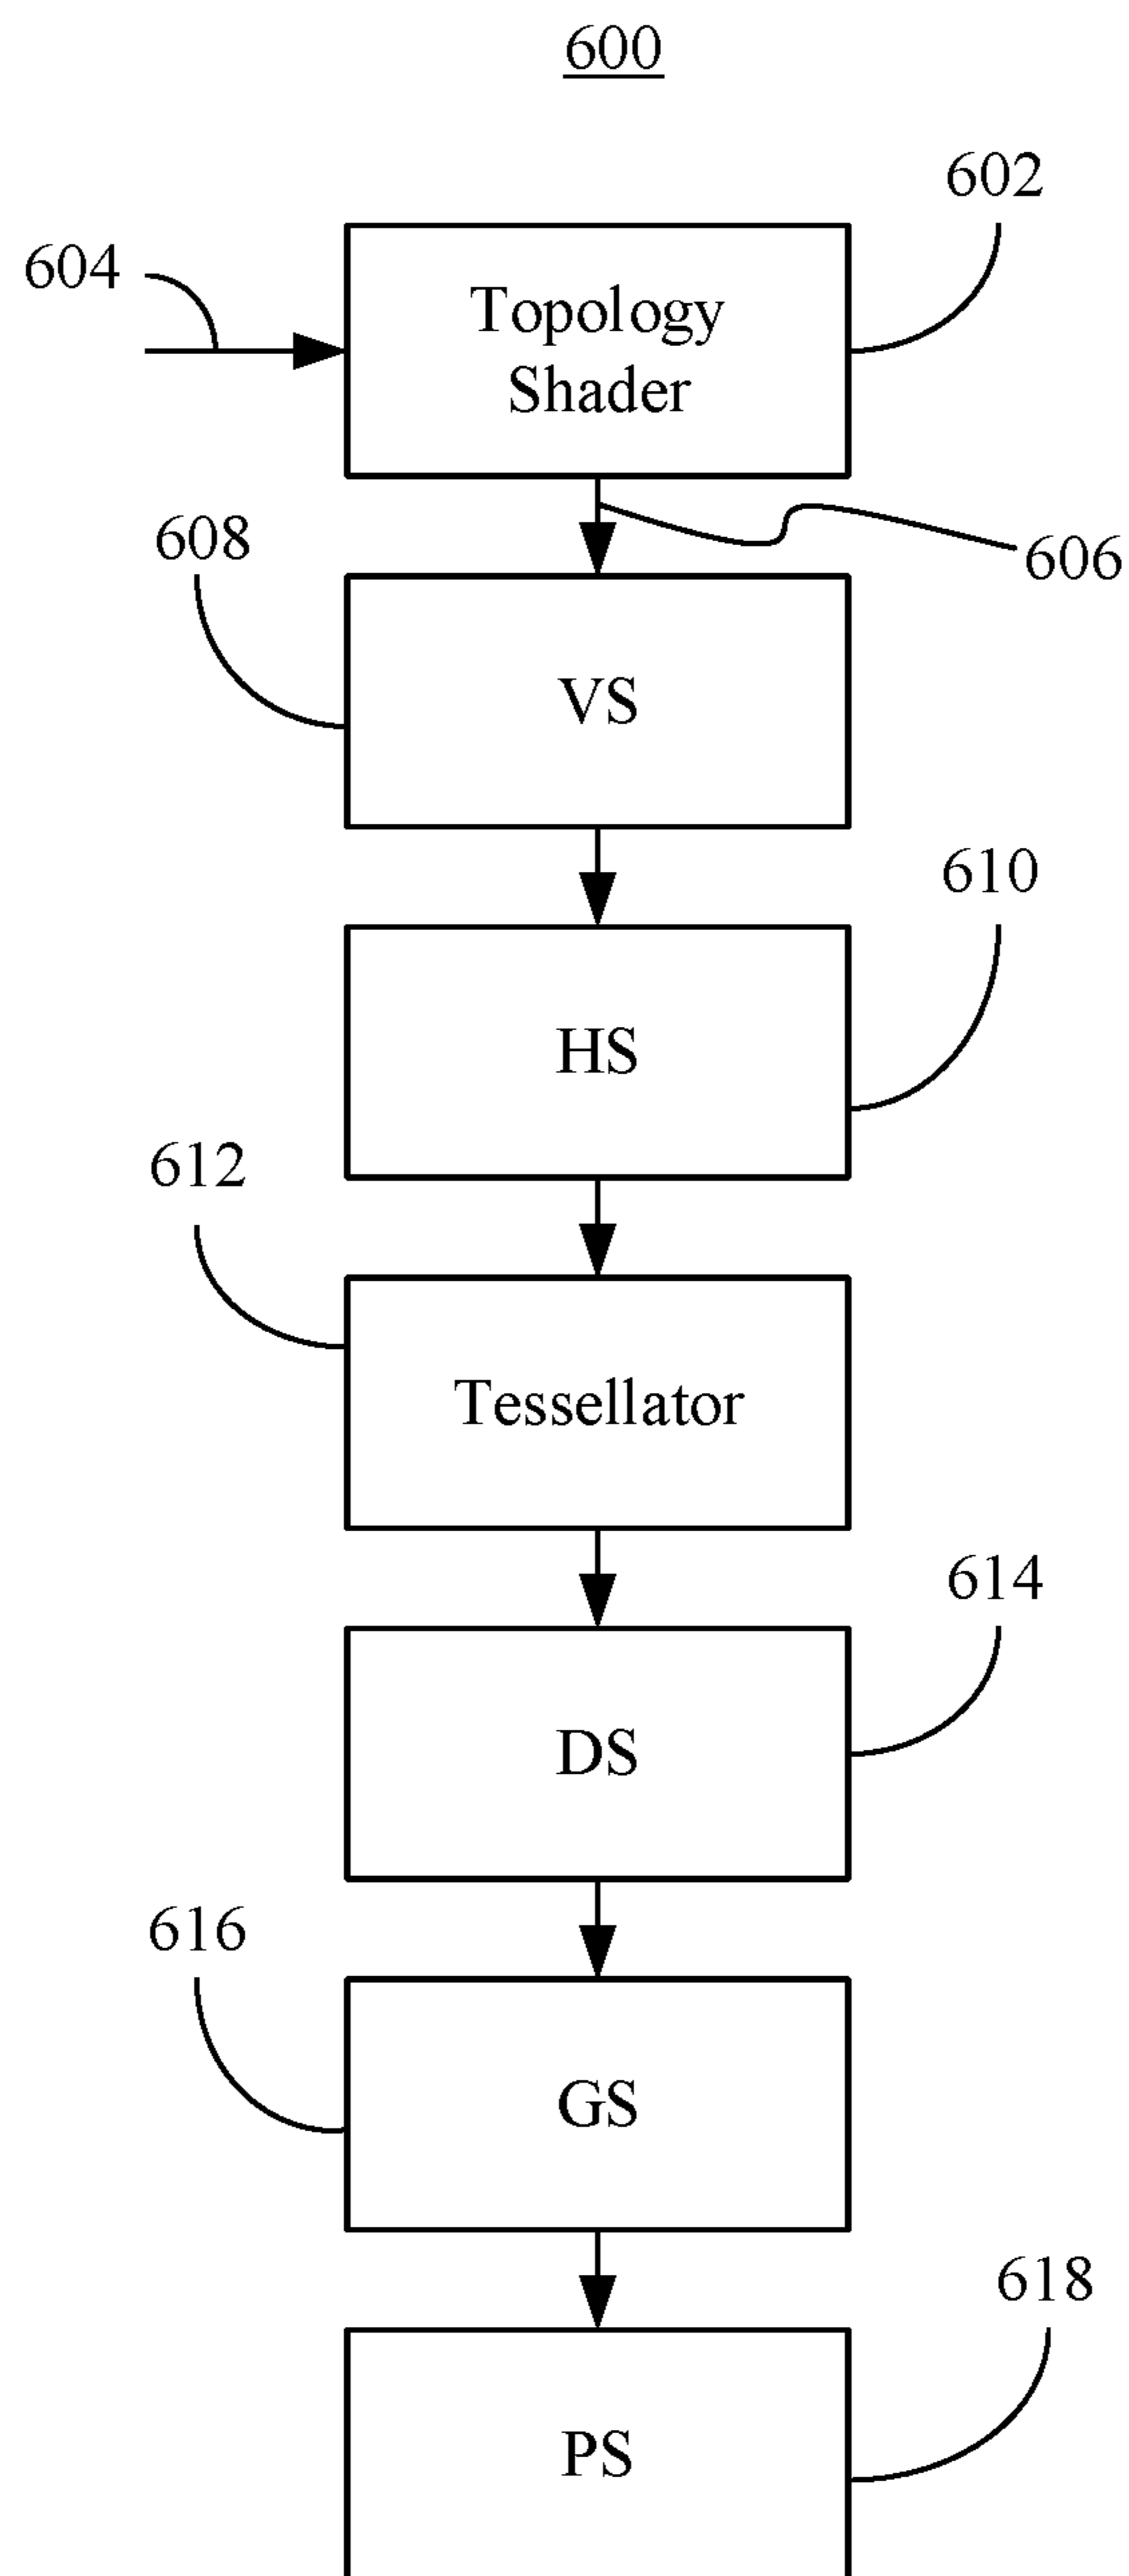 600
602
604
Topology
Shader
606
608
VS
610
HS
612
Tessellator
614
DS
616
GS
618
PS